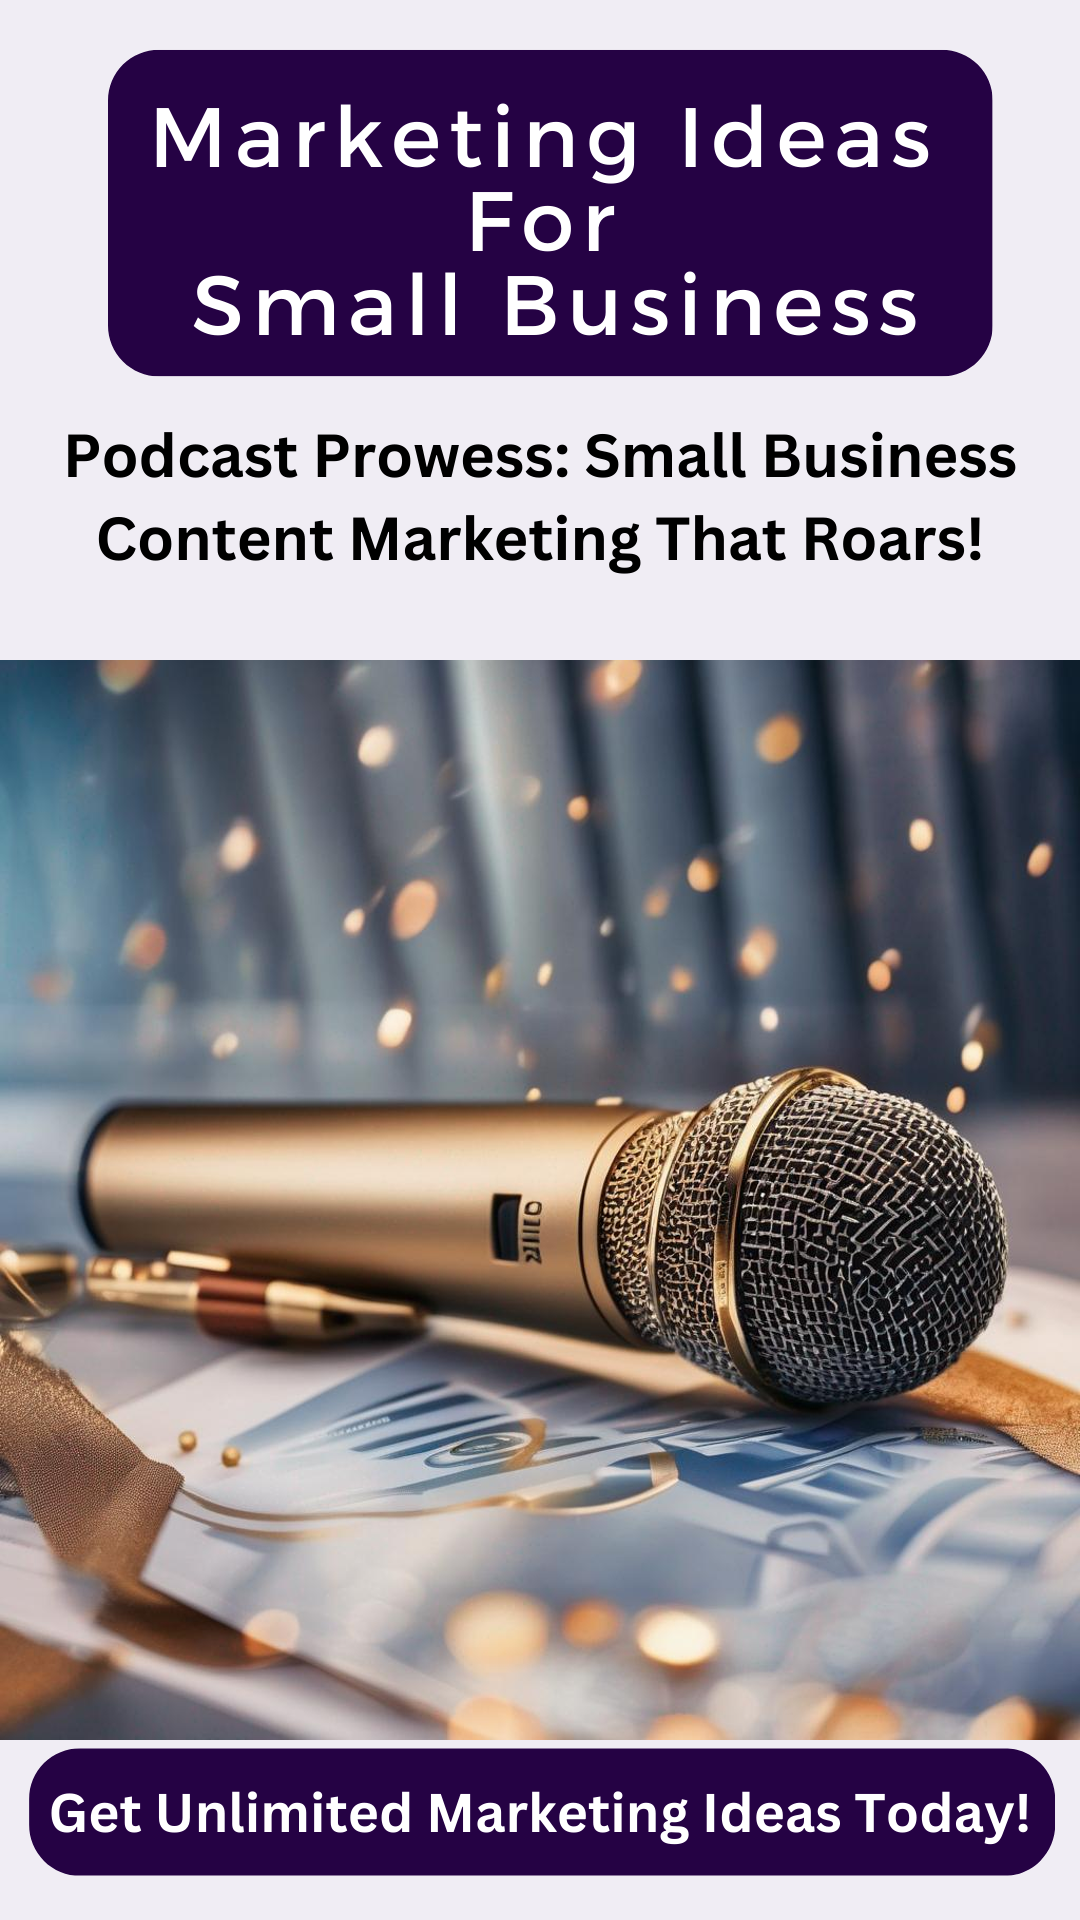 Marketing Ideas
For
Small Business
Podcast Prowess: Small Business
Content Marketing That Roars!
Get Unlimited Marketing Ideas Today!